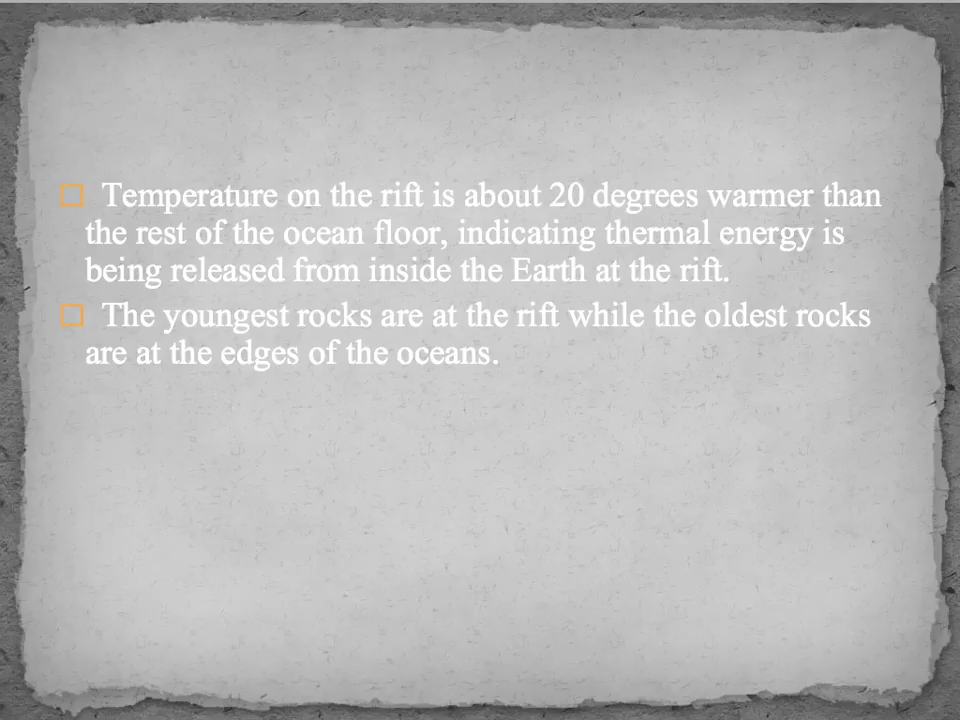 Temperature on the rift is about 20 degrees warmer than
the rest of the ocean floor, indicating thermal energy is
being released from inside the Earth at the rift.
The youngest rocks are at the rift while the oldest rocks
are at the edges of the oceans.